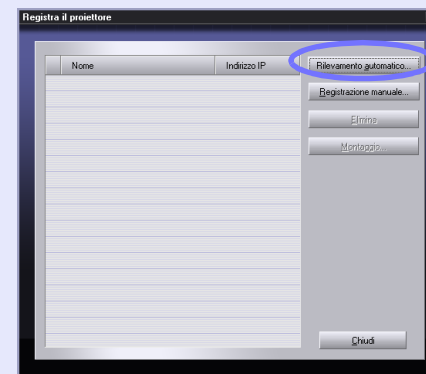 Registra il proiettore
Nome Indirizzo IP
Rilevamento automatico...
Registrazione manuale...
Elimina
Montaggio...
Chiudi